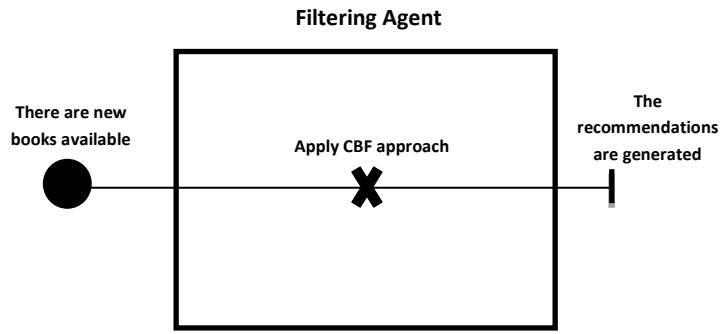 Filtering Agent
There are new
books available
Apply CBF approach
The
recommendations
are generated